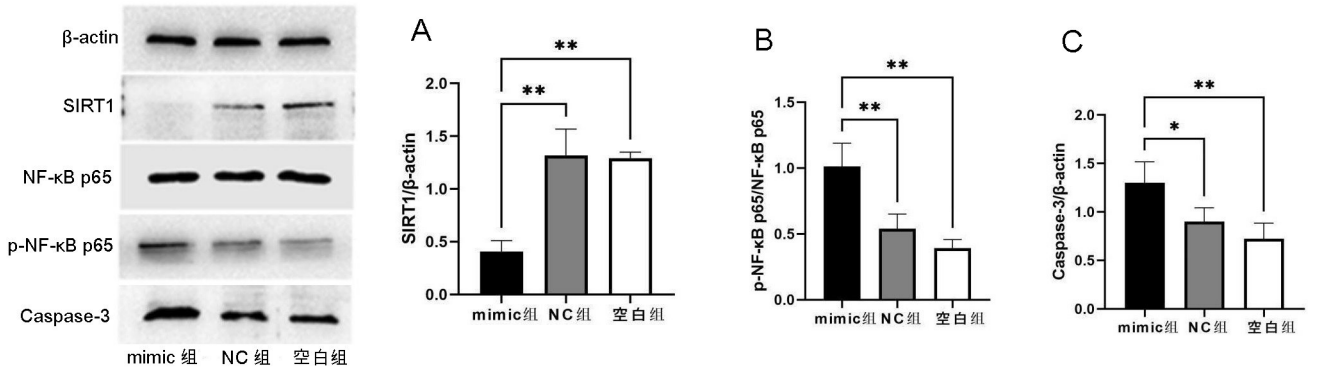 β-actin
SIRT1
NF-κB p65
p-NF-κB p65
Caspase-3
mimic 组 NC 组 空白组
A
**
**
SIRT1/β-actin
2.0
1.5
1.0
0.5
0.0
mimic组 NC组 空白组
B
**
**
p-NF-κB p65/NF-κB p65
1.5
1.0
0.5
0.0
mimic组 NC组 空白组
C
**
*
Caspase-3/β-actin
2.0
1.5
1.0
0.5
0.0
mimic组 NC组 空白组